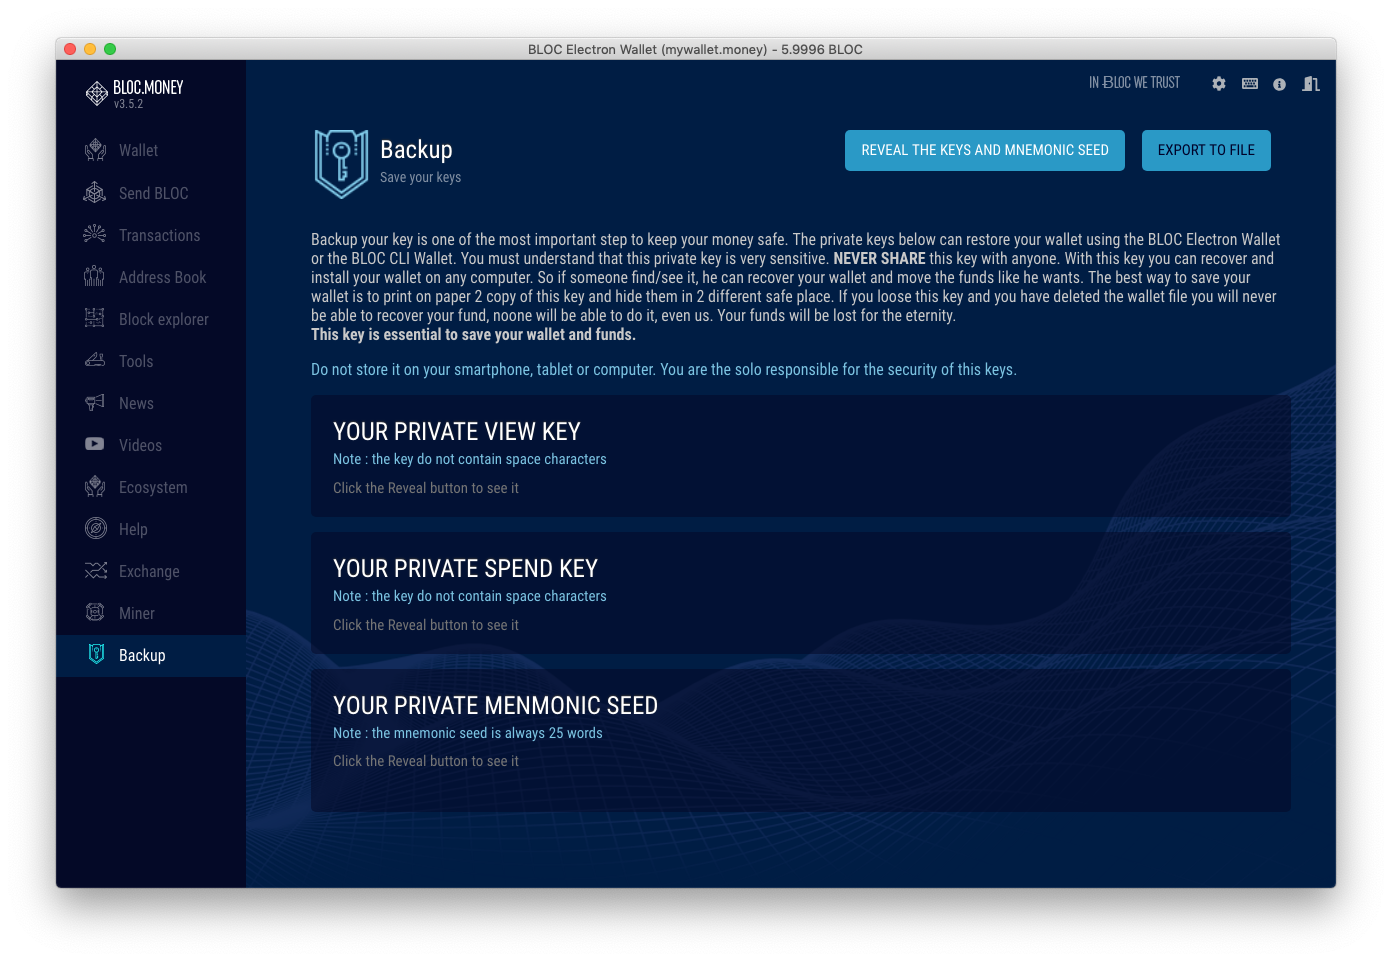 BLOC Electron Wallet (mywallet.money) - 5.9996 BLOC
BLOC.MONEY
v3.5.2
IN BLOC WE TRUST
Wallet
Send BLOC
Transactions
Address Book
Block explorer
Tools
News
Videos
Ecosystem
Help
Exchange
Miner
Backup
Backup
Save your keys
REVEAL THE KEYS AND MNEMONIC SEED
EXPORT TO FILE
Backup your key is one of the most important step to keep your money safe. The private keys below can restore your wallet using the BLOC Electron Wallet
or the BLOC CLI Wallet. You must understand that this private key is very sensitive. NEVER SHARE this key with anyone. With this key you can recover and
install your wallet on any computer. So if someone find/see it, he can recover your wallet and move the funds like he wants. The best way to save your
wallet is to print on paper 2 copy of this key and hide them in 2 different safe place. If you loose this key and you have deleted the wallet file you will never
be able to recover your fund, noone will be able to do it, even us. Your funds will be lost for the eternity.
This key is essential to save your wallet and funds.
Do not store it on your smartphone, tablet or computer. You are the solo responsible for the security of this keys.
YOUR PRIVATE VIEW KEY
Note : the key do not contain space characters
Click the Reveal button to see it
YOUR PRIVATE SPEND KEY
Note : the key do not contain space characters
Click the Reveal button to see it
YOUR PRIVATE MENMONIC SEED
Note : the mnemonic seed is always 25 words
Click the Reveal button to see it